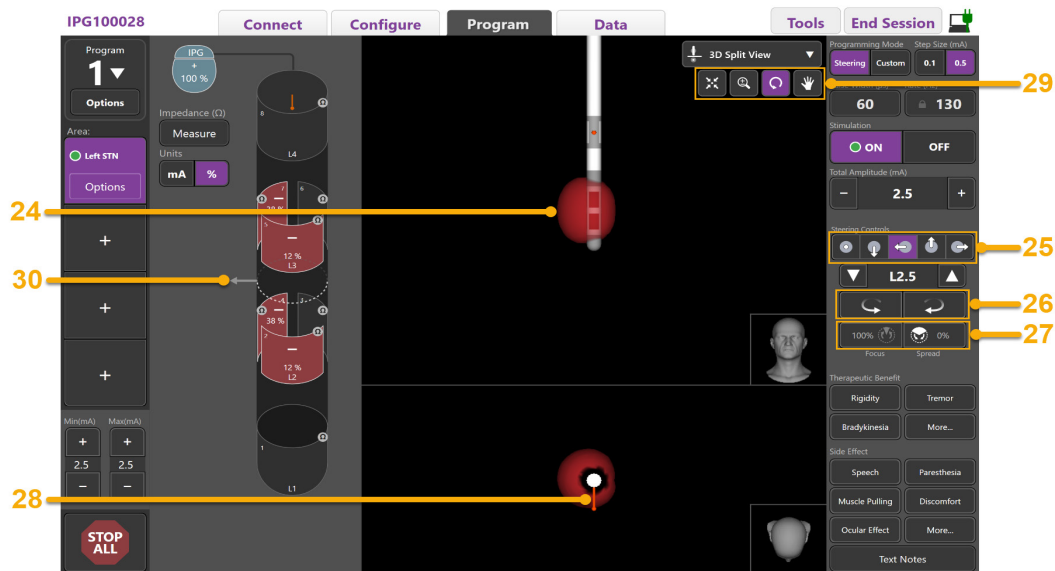 IPG100028
Connect
Configure
Program
Data
Tools
End Session
Program
1
Options
Area:
Left STN
Options
+
+
+
Min(mA) Max(mA)
+ +
2.5 2.5
− −
STOP
ALL
IPG
+
100 %
Impedance (Ω)
Measure
Units
mA %
8
Ω
L4
7 6
Ω Ω
5
Ω
12 %
L3
4
Ω Ω
38 %
2
Ω
12 %
L2
1
Ω
L1
3D Split View
Programming Mode Step Size (mA)
Steering Custom 0.1 0.5
60 130
Stimulation
ON OFF
Total Amplitude (mA)
− 2.5 +
Steering Controls
L2.5
100% 0%
Focus Spread
Therapeutic Benefit
Rigidity Tremor
Bradykinesia More...
Side Effect
Speech Paresthesia
Muscle Pulling Discomfort
Ocular Effect More...
Text Notes
24
30
28
29
25
26
27